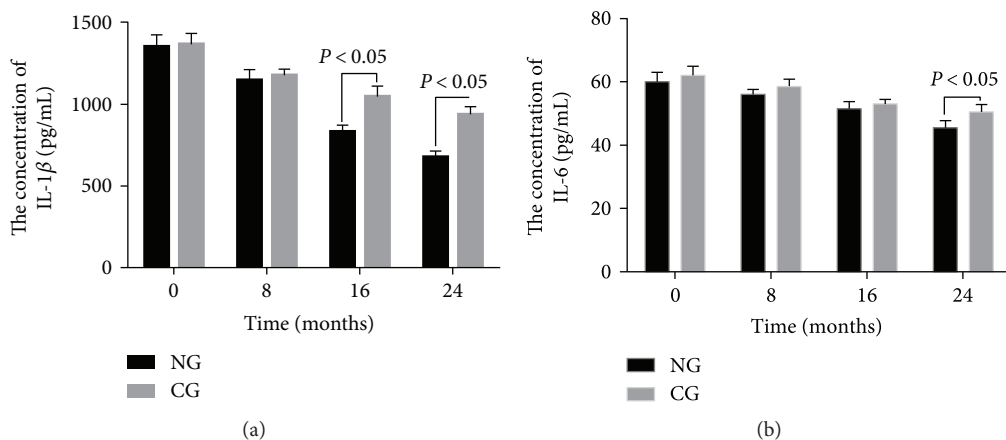 The concentration of
IL-1β (pg/mL)
1500
1000
500
0
P < 0.05
P < 0.05
0 8 16 24
Time (months)
NG
CG
(a)
The concentration of
IL-6 (pg/mL)
80
60
40
20
0
P < 0.05
0 8 16 24
Time (months)
NG
CG
(b)